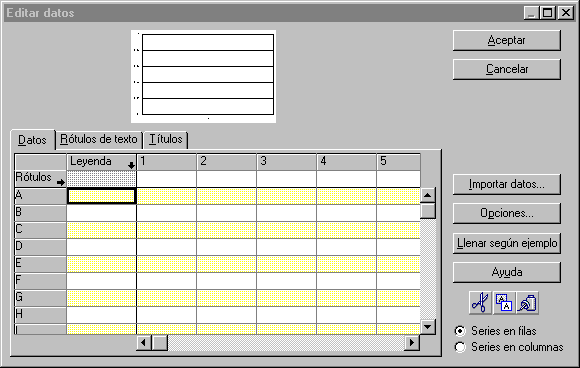 Editar datos
Aceptar
Cancelar
Datos Rótulos de texto Títulos
Leyenda 1 2 3 4 5
Rótulos
A
B
C
D
E
F
G
H
I
Importar datos...
Opciones...
Llenar según ejemplo
Ayuda
Series en filas
Series en columnas